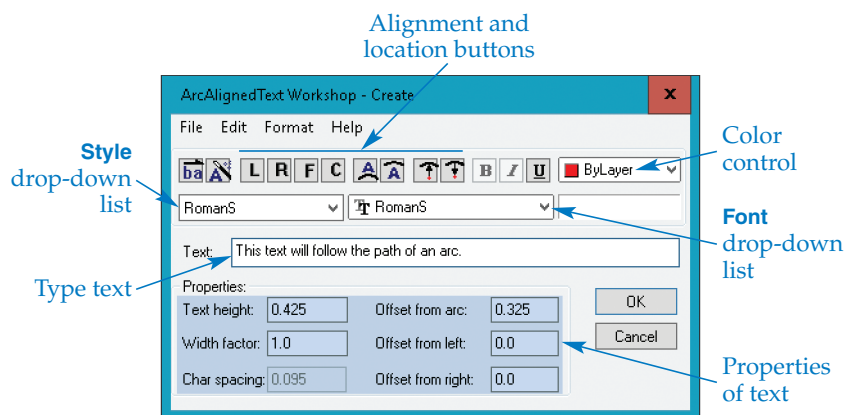 Alignment and
location buttons
ArcAlignedText Workshop - Create
x
File Edit Format Help
Style
drop-down
list
ba A L R F C A A B I U ByLayer
Color
control
RomanS RomanS
Font
drop-down
list
Text: This text will follow the path of an arc.
Type text
Properties:
Text height: 0.425 Offset from arc: 0.325 OK
Width factor: 1.0 Offset from left: 0.0 Cancel
Char spacing: 0.095 Offset from right: 0.0
Properties
of text